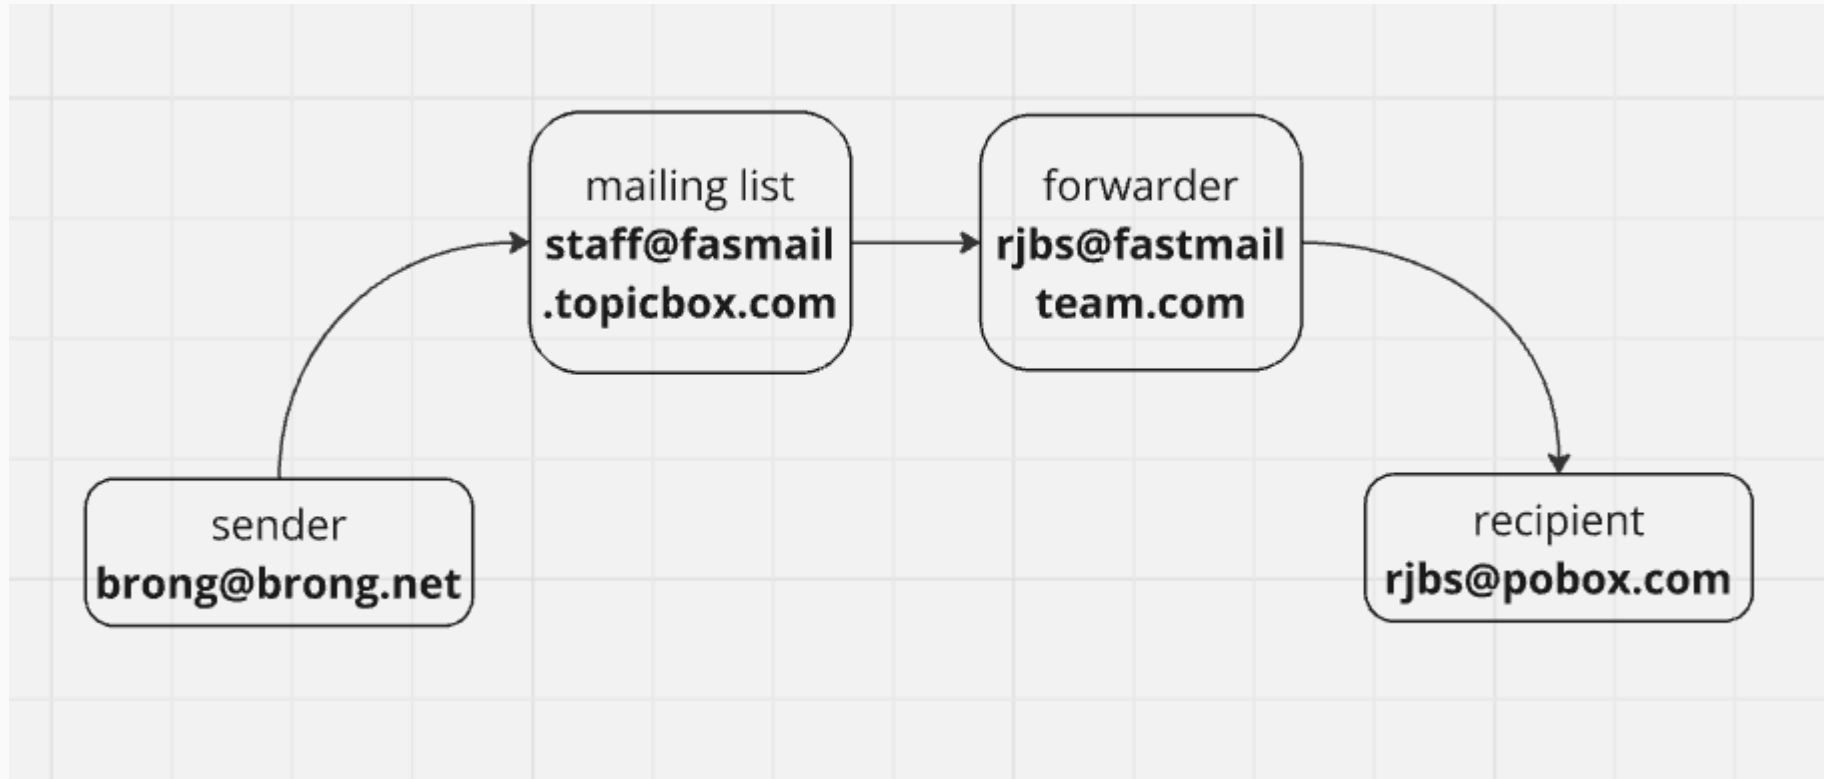 mailing list
staff@fasmail
.topicbox.com
forwarder
rjbs@fastmail
team.com
sender
brong@brong.net
recipient
rjbs@pobox.com